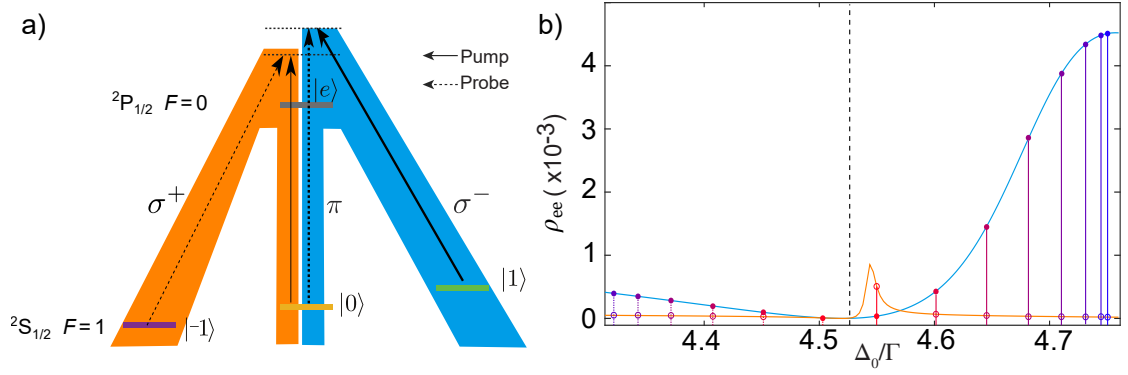 a)
Pump
Probe
²P₁/₂ F=0
|e⟩
σ⁺
π
σ⁻
|1⟩
|0⟩
²S₁/₂ F=1
|-1⟩
b)
ρee ( x10-3)
4
3
2
1
0
4.4
4.5
4.6
4.7
Δ₀/Γ